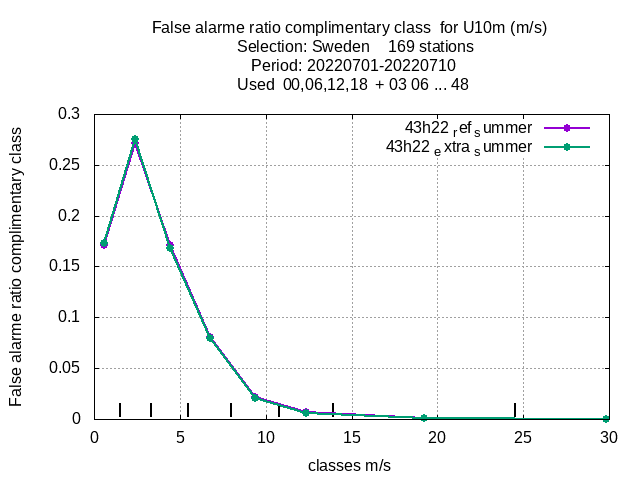 False alarme ratio complimentary class  for U10m (m/s)
Selection: Sweden    169 stations
Period: 20220701-20220710
Used  00,06,12,18  + 03 06 ... 48
43h22 ref summer
43h22 extra summer
False alarme ratio complimentary class
0.3
0.25
0.2
0.15
0.1
0.05
0
0 5 10 15 20 25 30
classes m/s